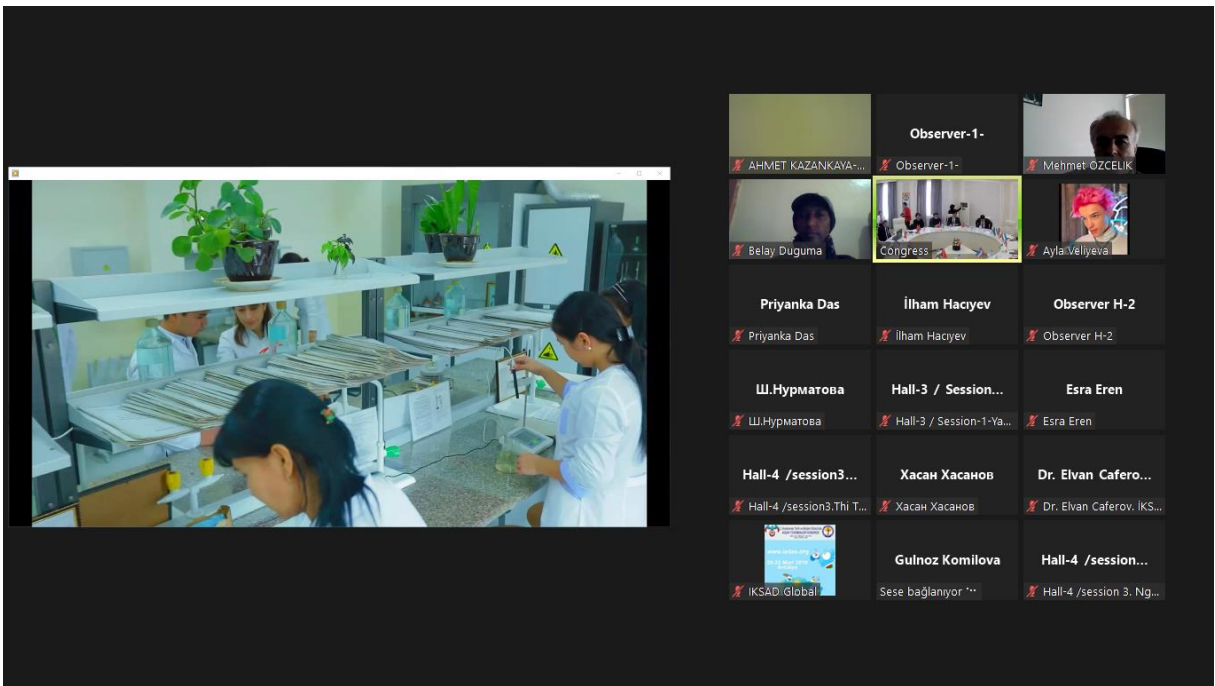 AHMET KAZANKAYA-...
Observer-1-
Observer-1-
Mehmet ÖZCELIK
Belay Duguma
Congress
Ayla Veliyeva
Priyanka Das
Priyanka Das
İlham Hacıyev
İlham Hacıyev
Observer H-2
Observer H-2
Ш.Нурматова
Ш.Нурматова
Hall-3 / Session...
Hall-3 / Session-1-Ya...
Esra Eren
Esra Eren
Hall-4 /session3...
Hall-4 /session3.Thi T...
Хасан Хасанов
Хасан Хасанов
Dr. Elvan Cafero...
Dr. Elvan Caferov. İKS...
IKSAD Global
Gulnoz Komilova
Sese bağlanıyor
Hall-4 /session...
Hall-4 /session 3. Ng...